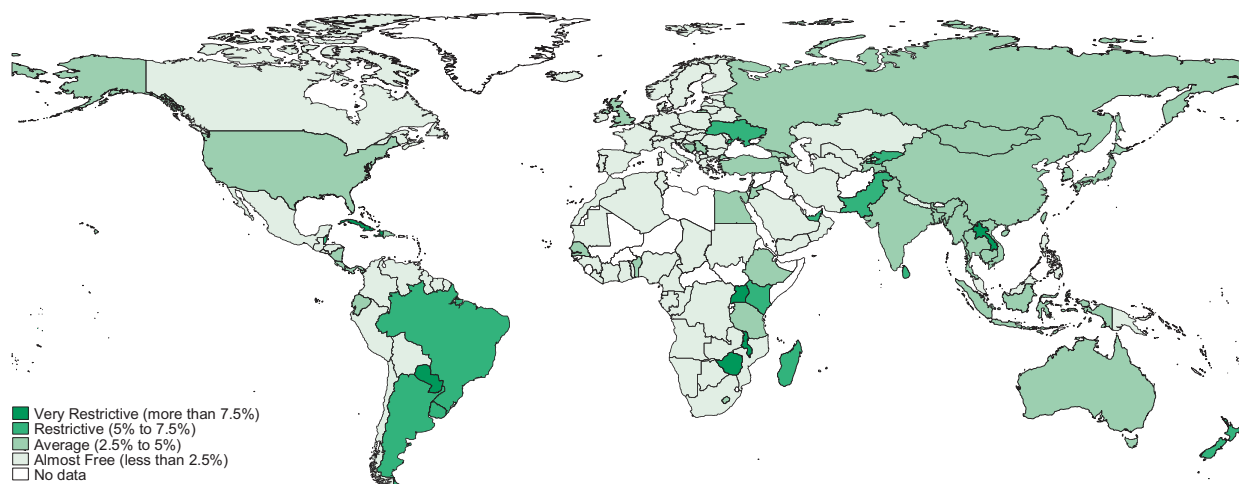 Very Restrictive (more than 7.5%)
Restrictive (5% to 7.5%)
Average (2.5% to 5%)
Almost Free (less than 2.5%)
No data